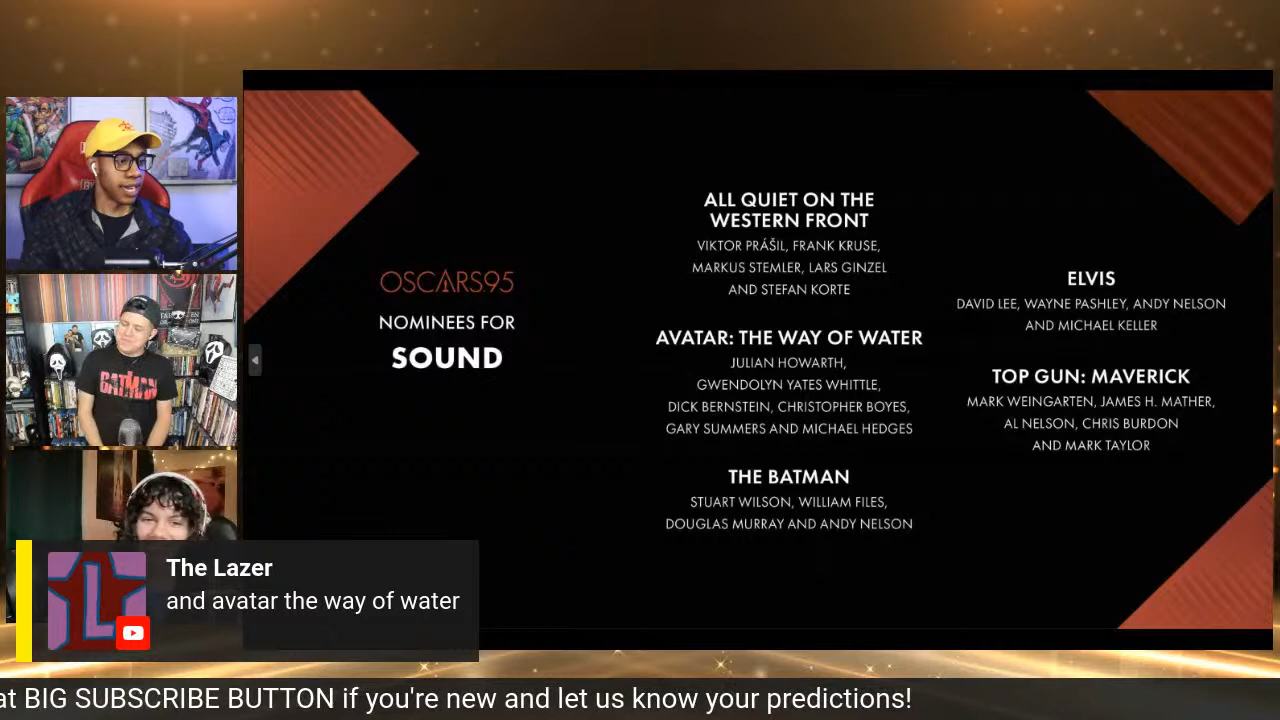 OSCARS95
NOMINEES FOR
SOUND
ALL QUIET ON THE
WESTERN FRONT
VIKTOR PRÁŠIL, FRANK KRUSE,
MARKUS STEMLER, LARS GINZEL
AND STEFAN KORTE
AVATAR: THE WAY OF WATER
JULIAN HOWARTH,
GWENDOLYN YATES WHITTLE,
DICK BERNSTEIN, CHRISTOPHER BOYES,
GARY SUMMERS AND MICHAEL HEDGES
THE BATMAN
STUART WILSON, WILLIAM FILES,
DOUGLAS MURRAY AND ANDY NELSON
ELVIS
DAVID LEE, WAYNE PASHLEY, ANDY NELSON
AND MICHAEL KELLER
TOP GUN: MAVERICK
MARK WEINGARTEN, JAMES H. MATHER,
AL NELSON, CHRIS BURDON
AND MARK TAYLOR
BATMAN
L
The Lazer
and avatar the way of water
at BIG SUBSCRIBE BUTTON if you're new and let us know your predictions!